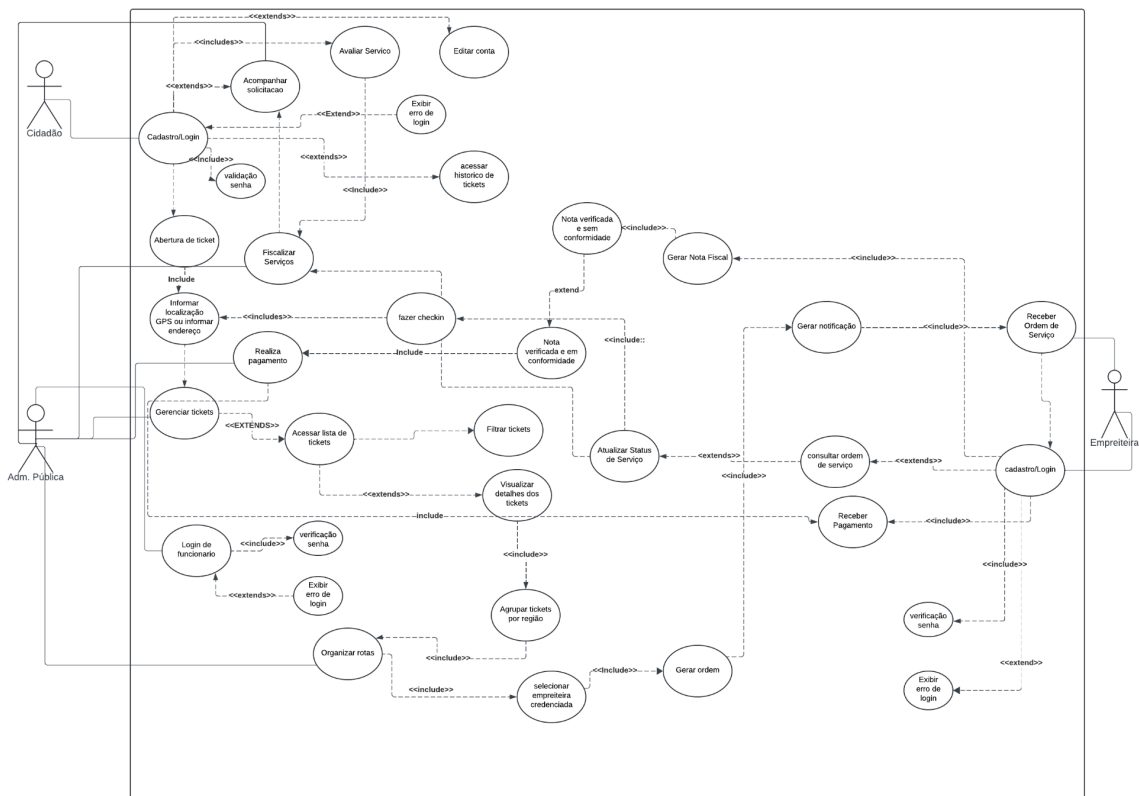 <<extends>>
<<includes>>
Avaliar Servico
Editar conta
Acompanhar
solicitacao
<<extends>>
Exibir
erro de
login
<<Extend>>
Cidadão
Cadastro/Login
<<Include>>
<<extends>>
validação
senha
acessar
historico de
tickets
<<Include>>
Nota verificada
e sem
conformidade
<<include>>
Abertura de ticket
Fiscalizar
Serviços
Gerar Nota Fiscal
<<include>>
Include
extend
Informar
localização
GPS ou informar
endereço
<<includes>>
fazer checkin
Gerar notificação
<<include>>
Receber
Ordem de
Serviço
<<include::
Realiza
pagamento
Include
Nota
verificada e em
conformidade
Gerenciar tickets
<<EXTENDS>>
Acessar lista de
tickets
Filtrar tickets
Empreiteira
Atualizar Status
de Serviço
<extends>>
consultar ordem
de serviço
<<extends>>
cadastro/Login
Adm. Pública
<<include>>
<<extends>>
Visualizar
detalhes dos
tickets
include
Receber
Pagamento
<<include>>
Login de
funcionario
<<include>>
verificação
senha
<<include>>
<<include>>
<<extends>>
Exibir
erro de
login
Agrupar tickets
por região
verificação
senha
Organizar rotas
<<include>>
<<include>>
selecionar
empreiteira
credenciada
<<Include>>
Gerar ordem
<<extend>>
Exibir
erro de
login